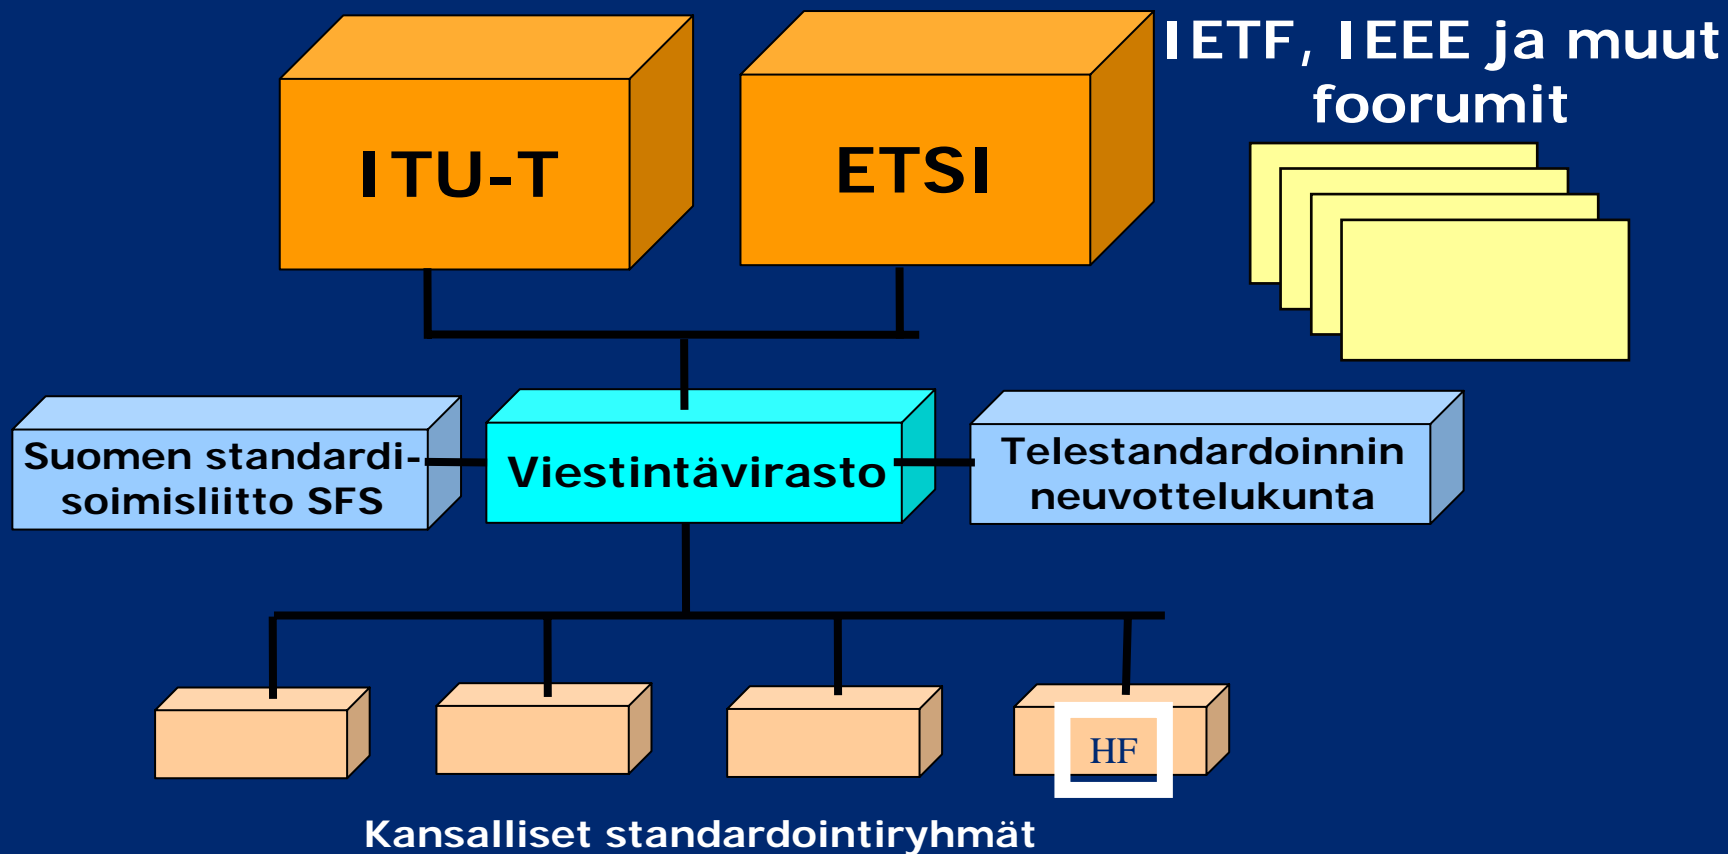 IETF, IEEE ja muut
foorumit
ITU-T
ETSI
Suomen standardi-
soimisliitto SFS
Viestintävirasto
Telestandardoinnin
neuvottelukunta
HF
Kansalliset standardointiryhmät